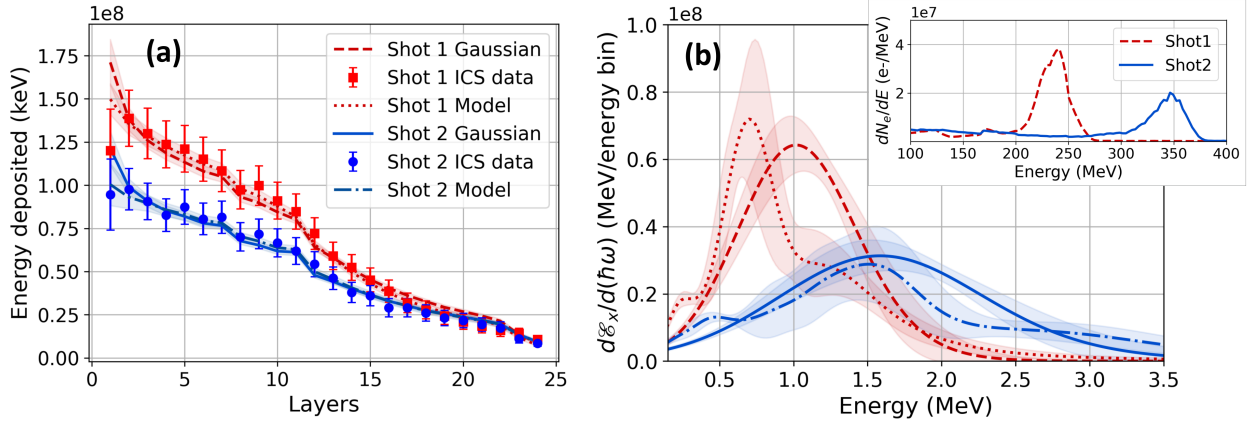 1e8
(a)
Energy deposited (keV)
1.75
1.50
1.25
1.00
0.75
0.50
0.25
0.00
0 5 10 15 20 25
Layers
Shot 1 Gaussian
Shot 1 ICS data
Shot 1 Model
Shot 2 Gaussian
Shot 2 ICS data
Shot 2 Model
1e8
(b)
dℰx/d(ħω) (MeV/energy bin)
1.0
0.8
0.6
0.4
0.2
0.0
0.5 1.0 1.5 2.0 2.5 3.0 3.5
Energy (MeV)
1e7
dNe/dE (e-/MeV)
4
2
Shot1
Shot2
100 150 200 250 300 350 400
Energy (MeV)